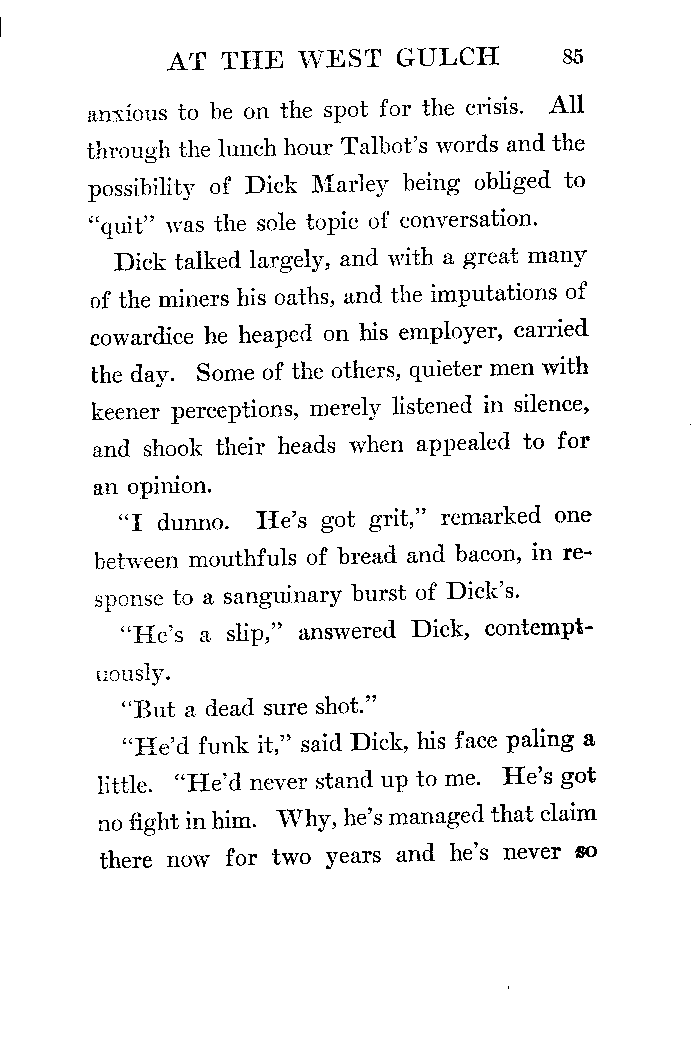 AT THE WEST GULCH 85
anxious to be on the spot for the crisis. All
through the lunch hour Talbot's words and the
possibility of Dick Marley being obliged to
“quit” was the sole topic of conversation.
Dick talked largely, and with a great many
of the miners his oaths, and the imputations of
cowardice he heaped on his employer, carried
the day. Some of the others, quieter men with
keener perceptions, merely listened in silence,
and shook their heads when appealed to for
an opinion.
“I dunno. He's got grit,” remarked one
between mouthfuls of bread and bacon, in re-
sponse to a sanguinary burst of Dick's.
“He's a slip,” answered Dick, contempt-
uously.
“But a dead sure shot.”
“He'd funk it,” said Dick, his face paling a
little. “He'd never stand up to me. He's got
no fight in him. Why, he's managed that claim
there now for two years and he's never so